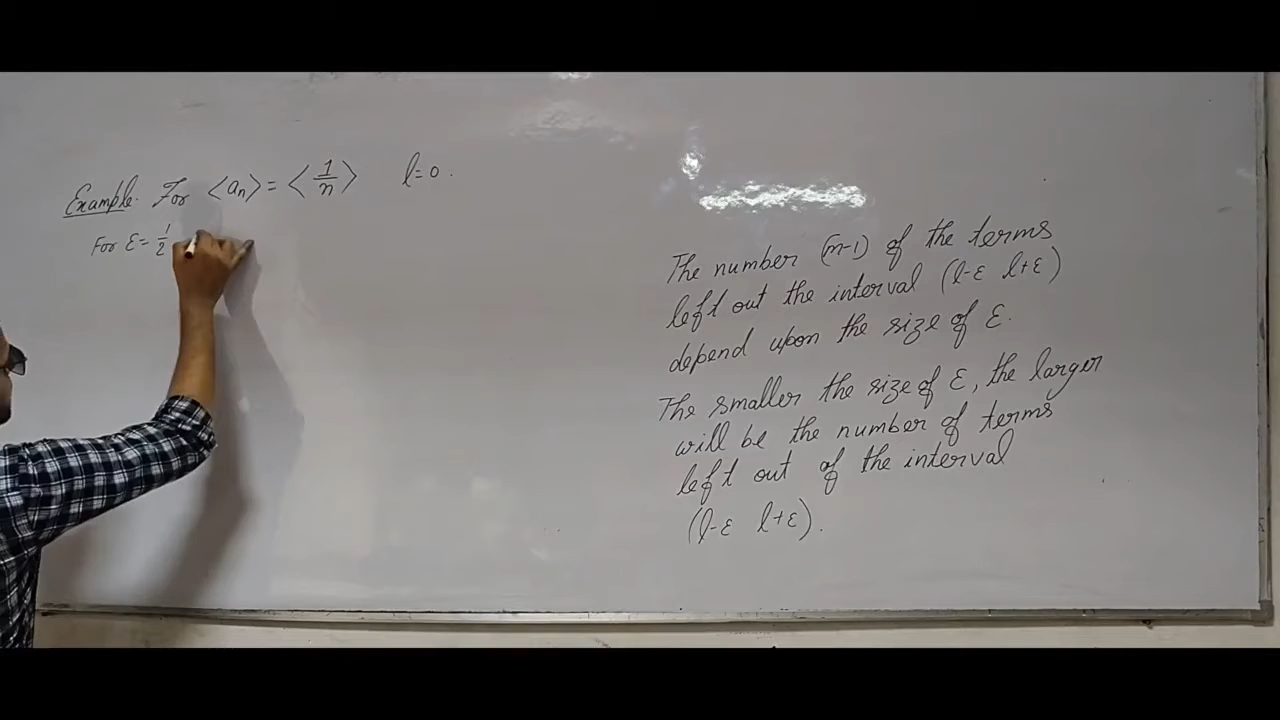 Example. For <aₙ> = <1/n> l=0.
For ε= 1/2
The number (m-1) of the terms
left out the interval (l-ε l+ε)
depend upon the size of ε.
The smaller the size of ε, the larger
will be the number of terms
left out of the interval
(l-ε l+ε).